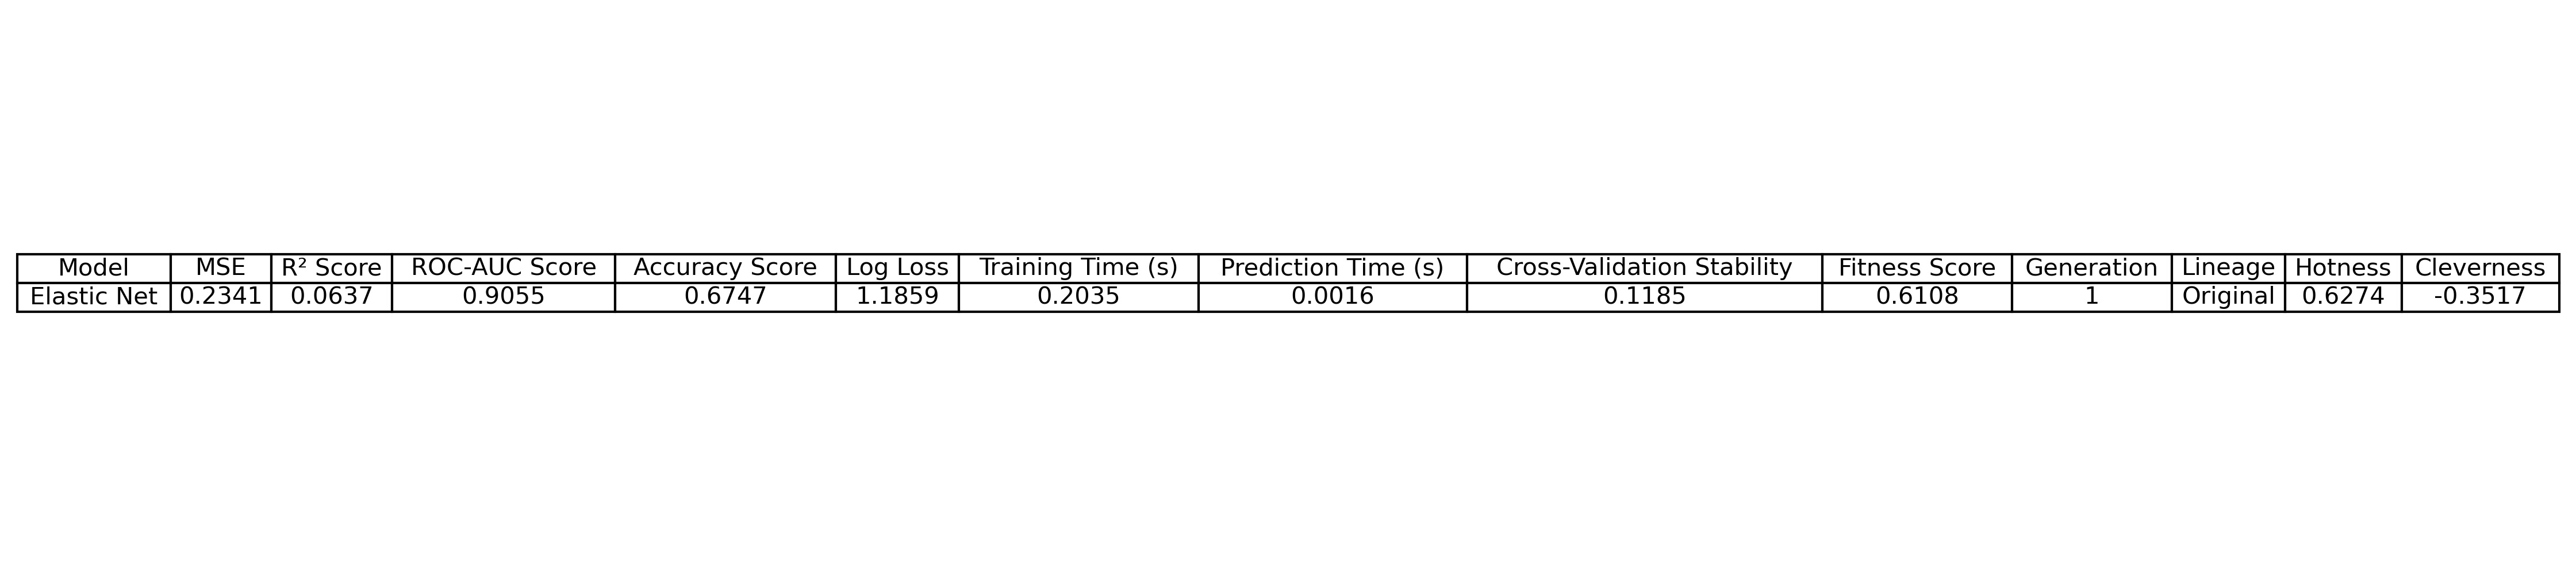 Model MSE R² Score ROC-AUC Score Accuracy Score Log Loss Training Time (s) Prediction Time (s) Cross-Validation Stability Fitness Score Generation Lineage Hotness Cleverness
Elastic Net 0.2341 0.0637 0.9055 0.6747 1.1859 0.2035 0.0016 0.1185 0.6108 1 Original 0.6274 -0.3517